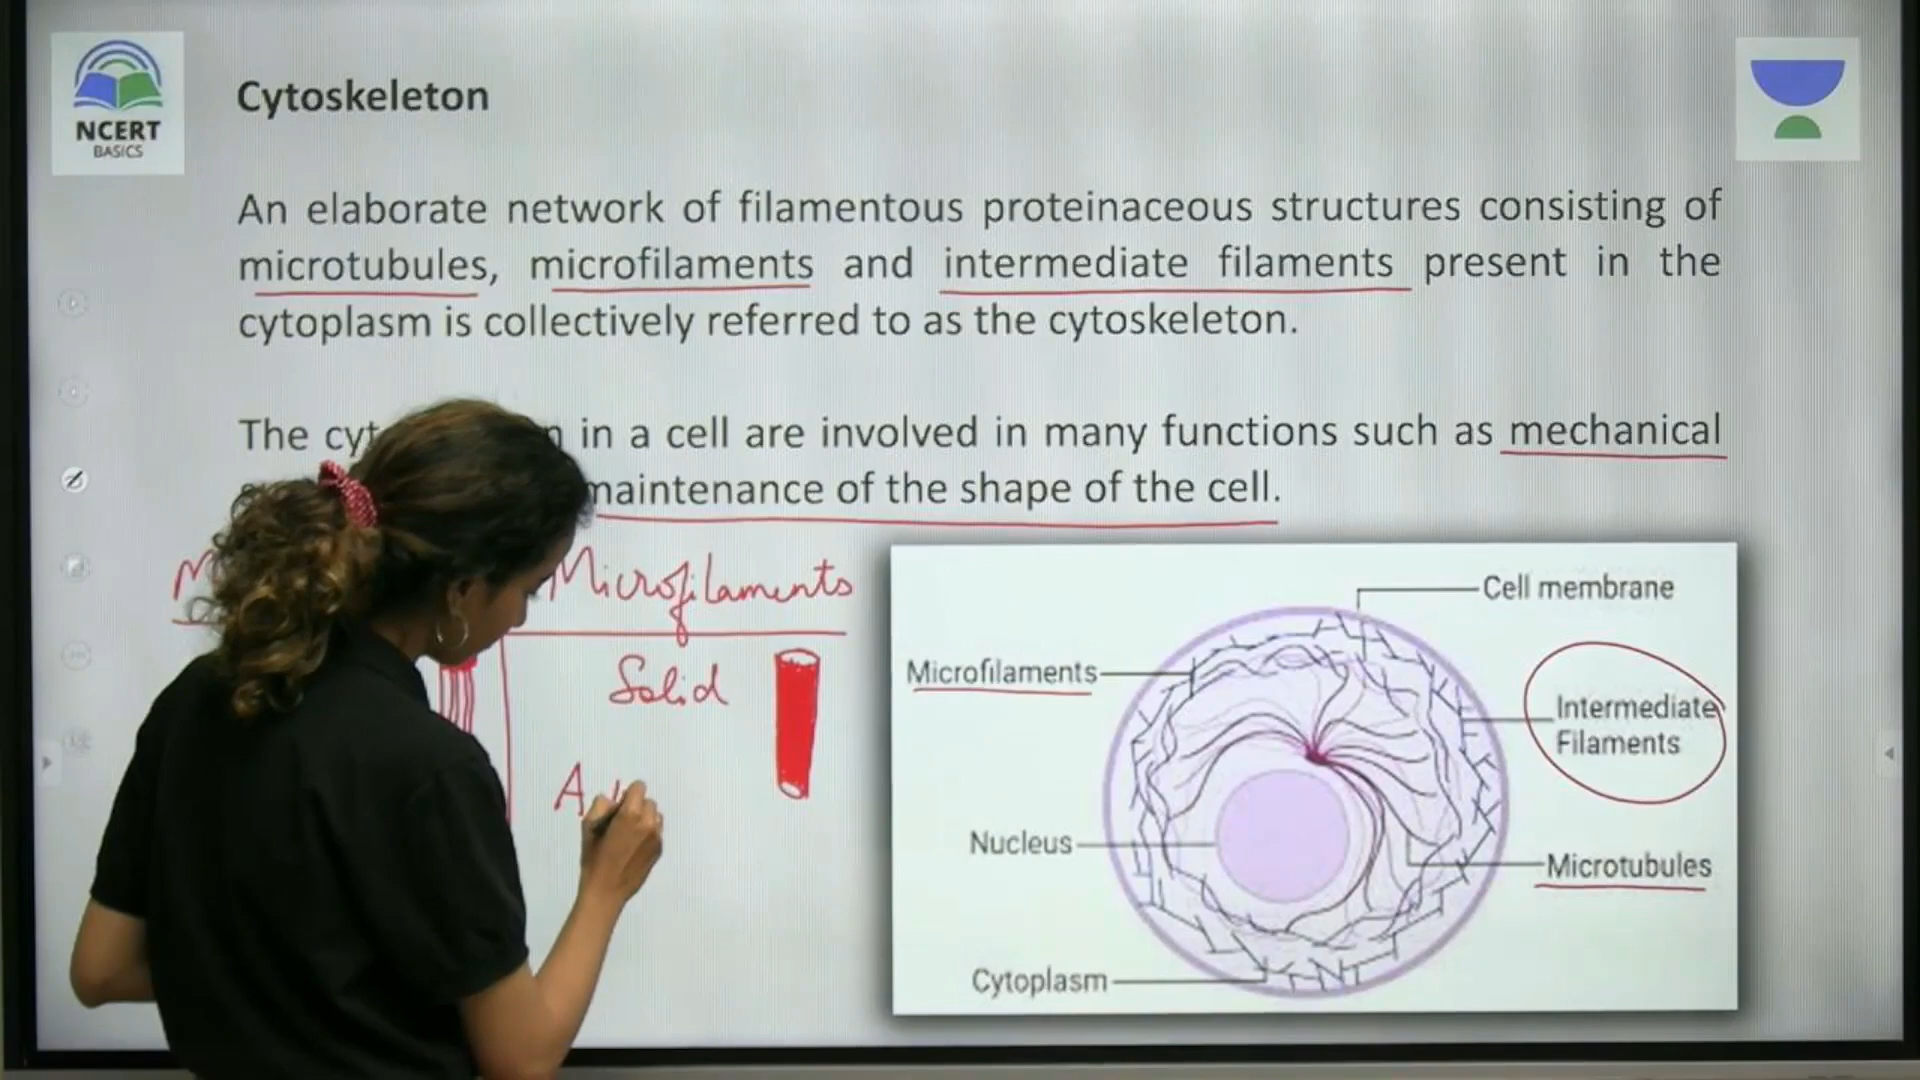 NCERT
BASICS
Cytoskeleton
An elaborate network of filamentous proteinaceous structures consisting of
microtubules, microfilaments and intermediate filaments present in the
cytoplasm is collectively referred to as the cytoskeleton.
The in a cell are involved in many functions such as mechanical
maintenance of the shape of the cell.
Microfilaments
Solid
Cell membrane
Microfilaments
Intermediate
Filaments
Nucleus
Microtubules
Cytoplasm